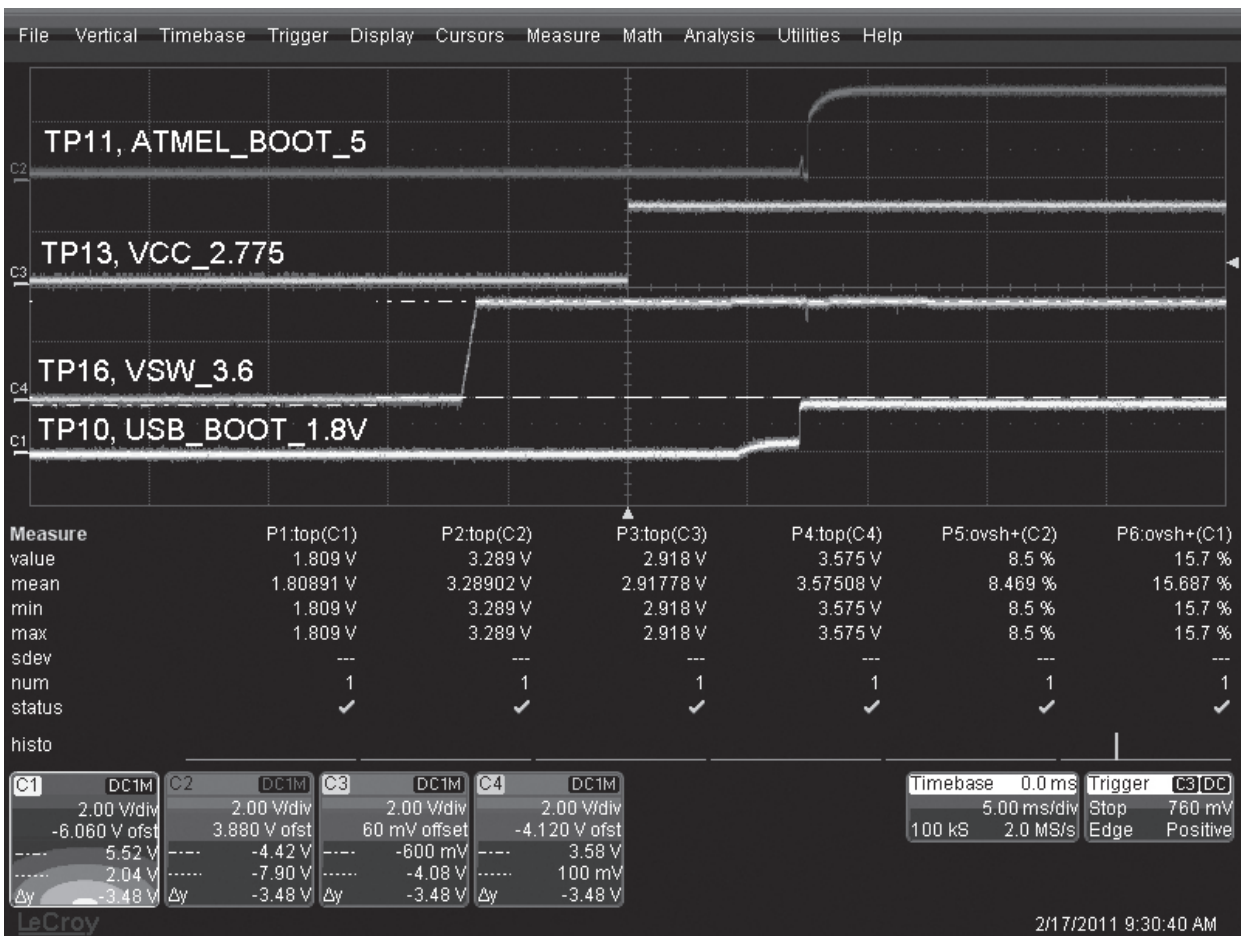 File Vertical Timebase Trigger Display Cursors Measure Math Analysis Utilities Help
TP11, ATMEL_BOOT_5
C2
TP13, VCC_2.775
C3
TP16, VSW_3.6
C4
TP10, USB_BOOT_1.8V
C1
Measure P1:top(C1) P2:top(C2) P3:top(C3) P4:top(C4) P5:ovsh+(C2) P6:ovsh+(C1)
value 1.809 V 3.289 V 2.918 V 3.575 V 8.5 % 15.7 %
mean 1.80891 V 3.28902 V 2.91778 V 3.57508 V 8.469 % 15.687 %
min 1.809 V 3.289 V 2.918 V 3.575 V 8.5 % 15.7 %
max 1.809 V 3.289 V 2.918 V 3.575 V 8.5 % 15.7 %
sdev --- --- --- --- --- ---
num 1 1 1 1 1 1
status ✓ ✓ ✓ ✓ ✓ ✓
histo
C1 DC1M C2 DC1M C3 DC1M C4 DC1M Timebase 0.0 ms Trigger C3 DC
2.00 V/div 2.00 V/div 2.00 V/div 2.00 V/div 5.00 ms/div Stop 760 mV
-6.060 V ofst 3.880 V ofst 60 mV offset -4.120 V ofst 100 kS 2.0 MS/s Edge Positive
5.52 V -4.42 V -600 mV 3.58 V
2.04 V -7.90 V -4.08 V 100 mV
Δy -3.48 V Δy -3.48 V Δy -3.48 V Δy -3.48 V
LeCroy
2/17/2011 9:30:40 AM